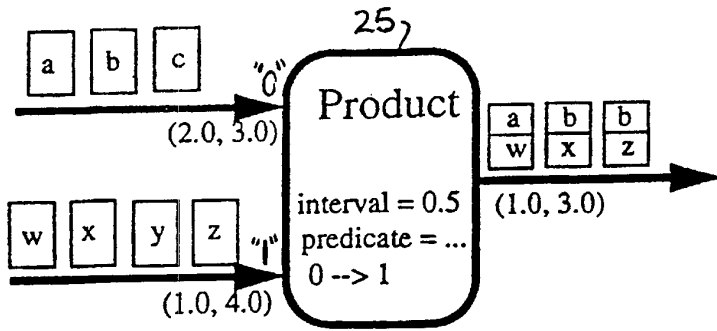 25
a b c
"0"
Product
(2.0, 3.0)
a b b
w x z
w x y z
"1"
interval = 0.5
(1.0, 3.0)
predicate = ...
(1.0, 4.0)
0 --> 1